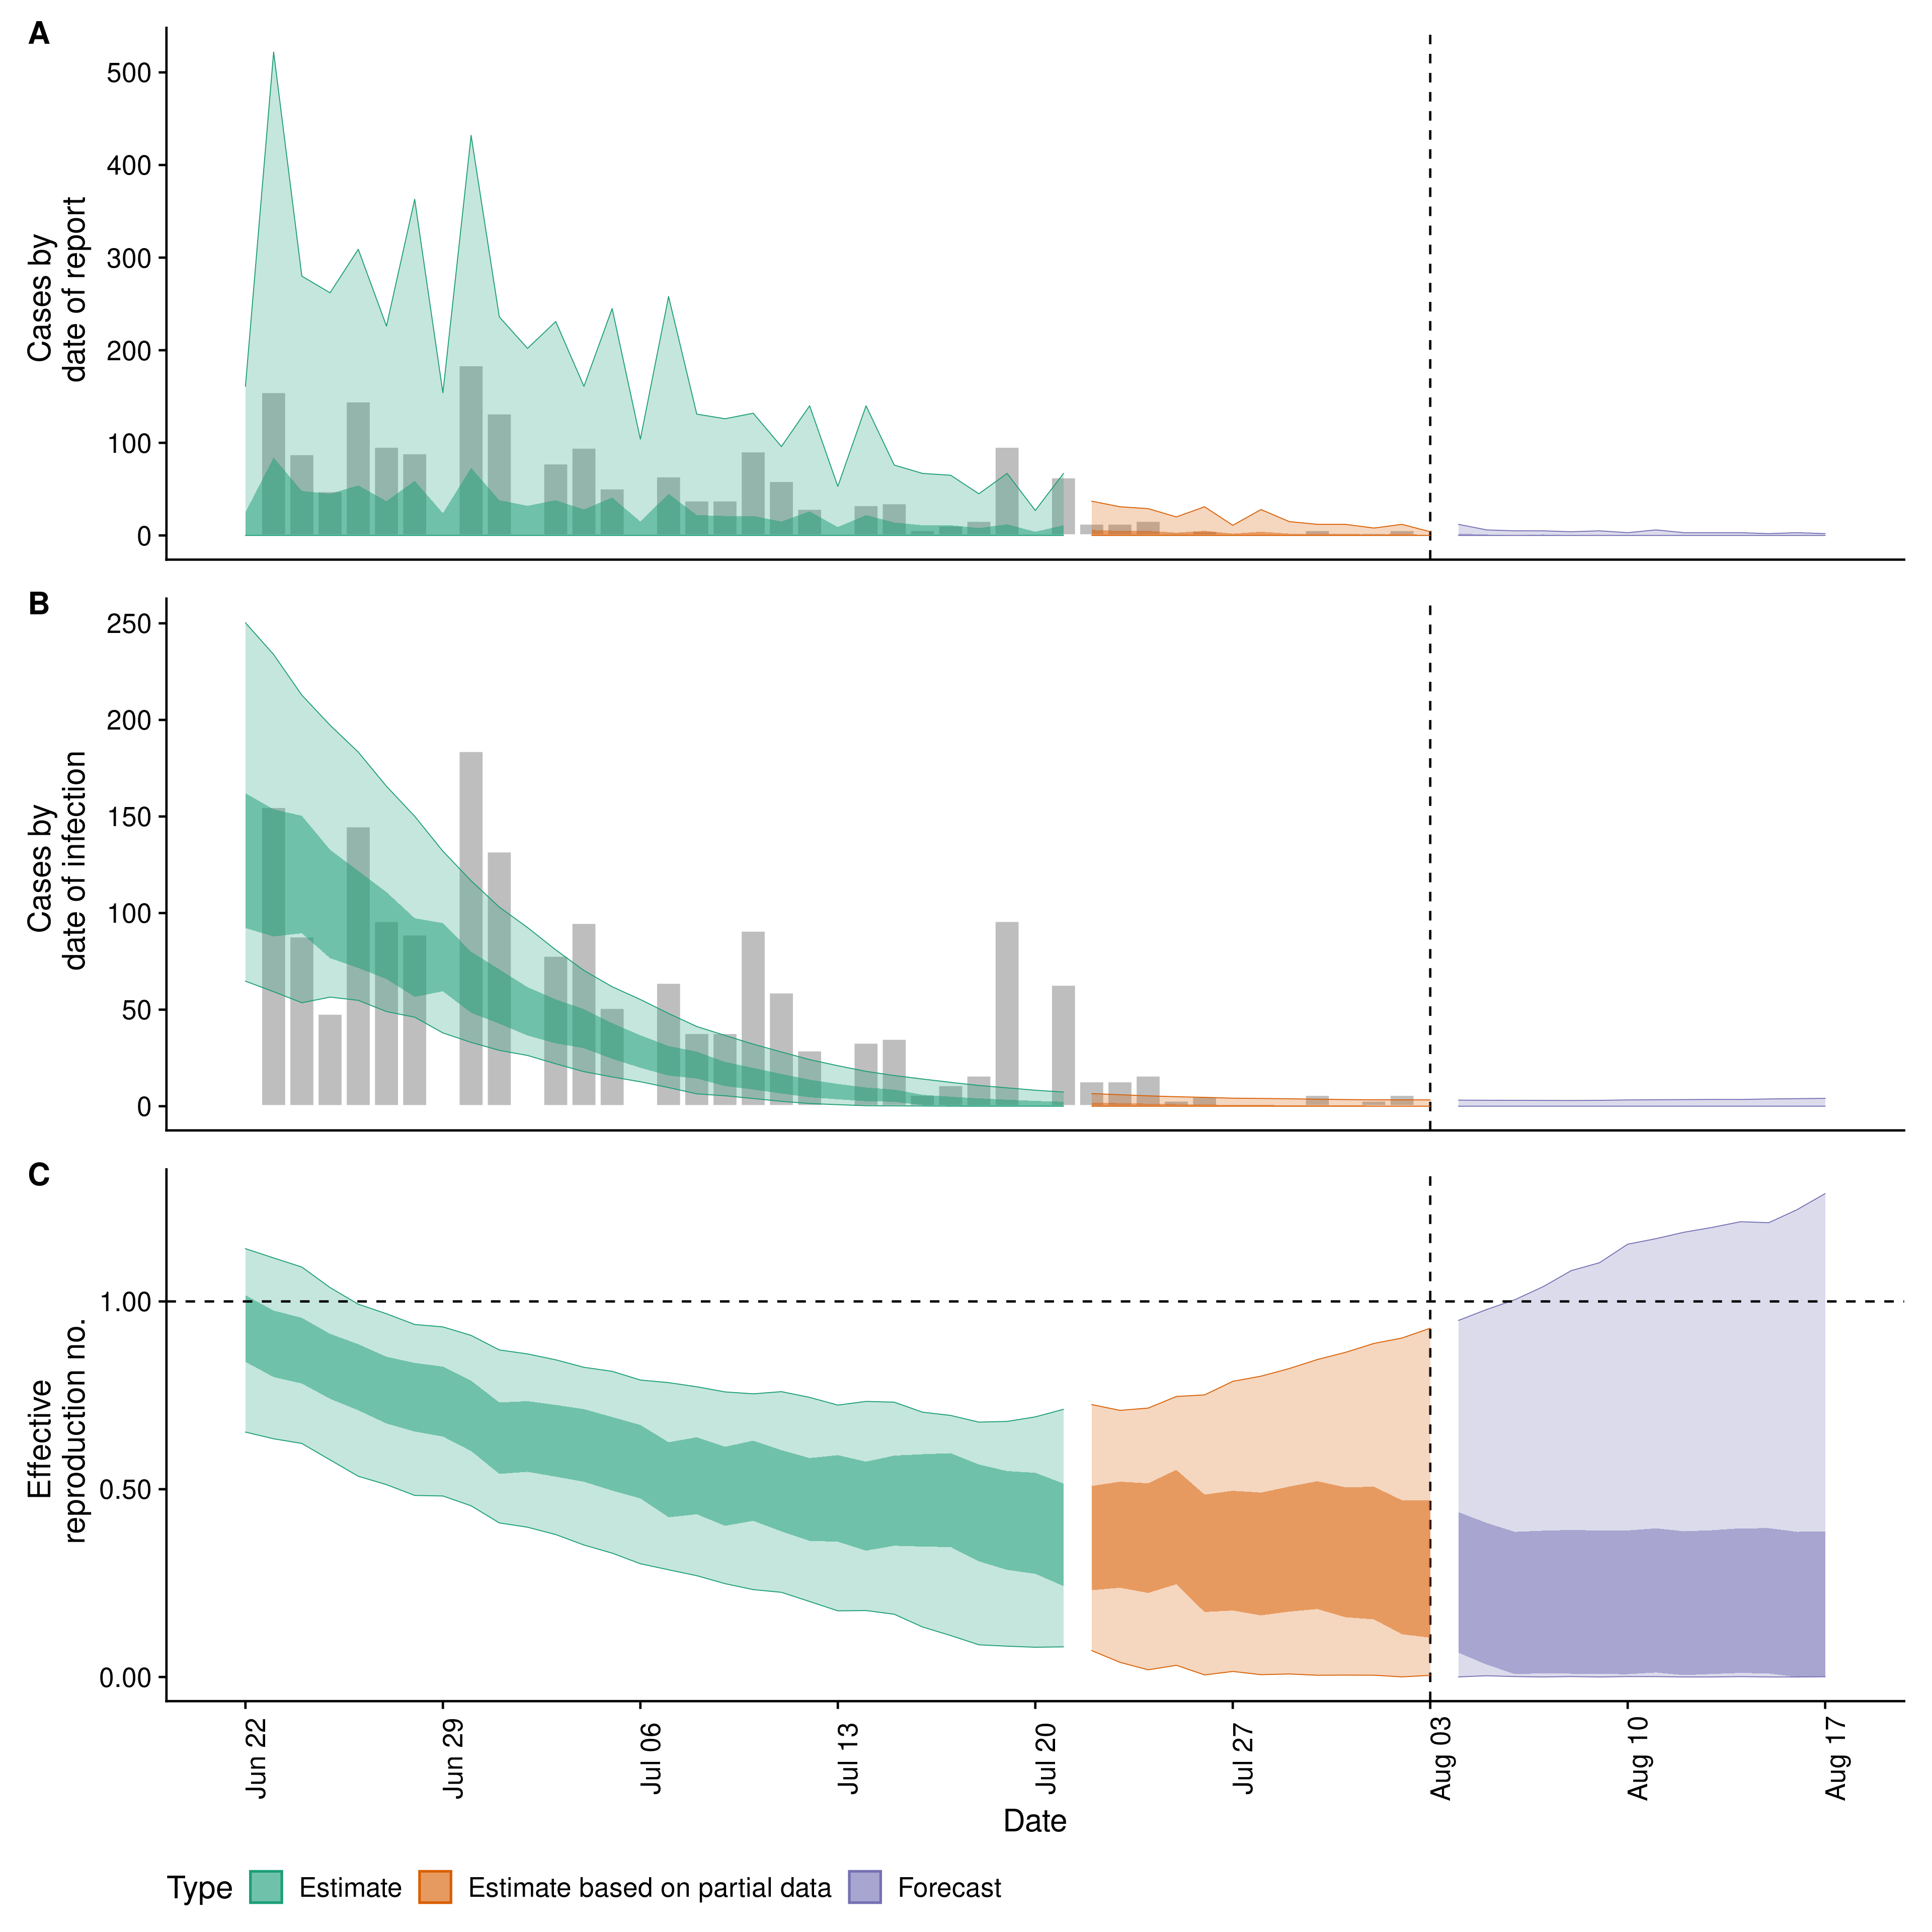 A
Cases by
date of report
500
400
300
200
100
0
B
Cases by
date of infection
250
200
150
100
50
0
C
Effective
reproduction no.
1.00
0.50
0.00
Jun 22
Jun 29
Jul 06
Jul 13
Jul 20
Jul 27
Aug 03
Aug 10
Aug 17
Date
Type Estimate Estimate based on partial data Forecast